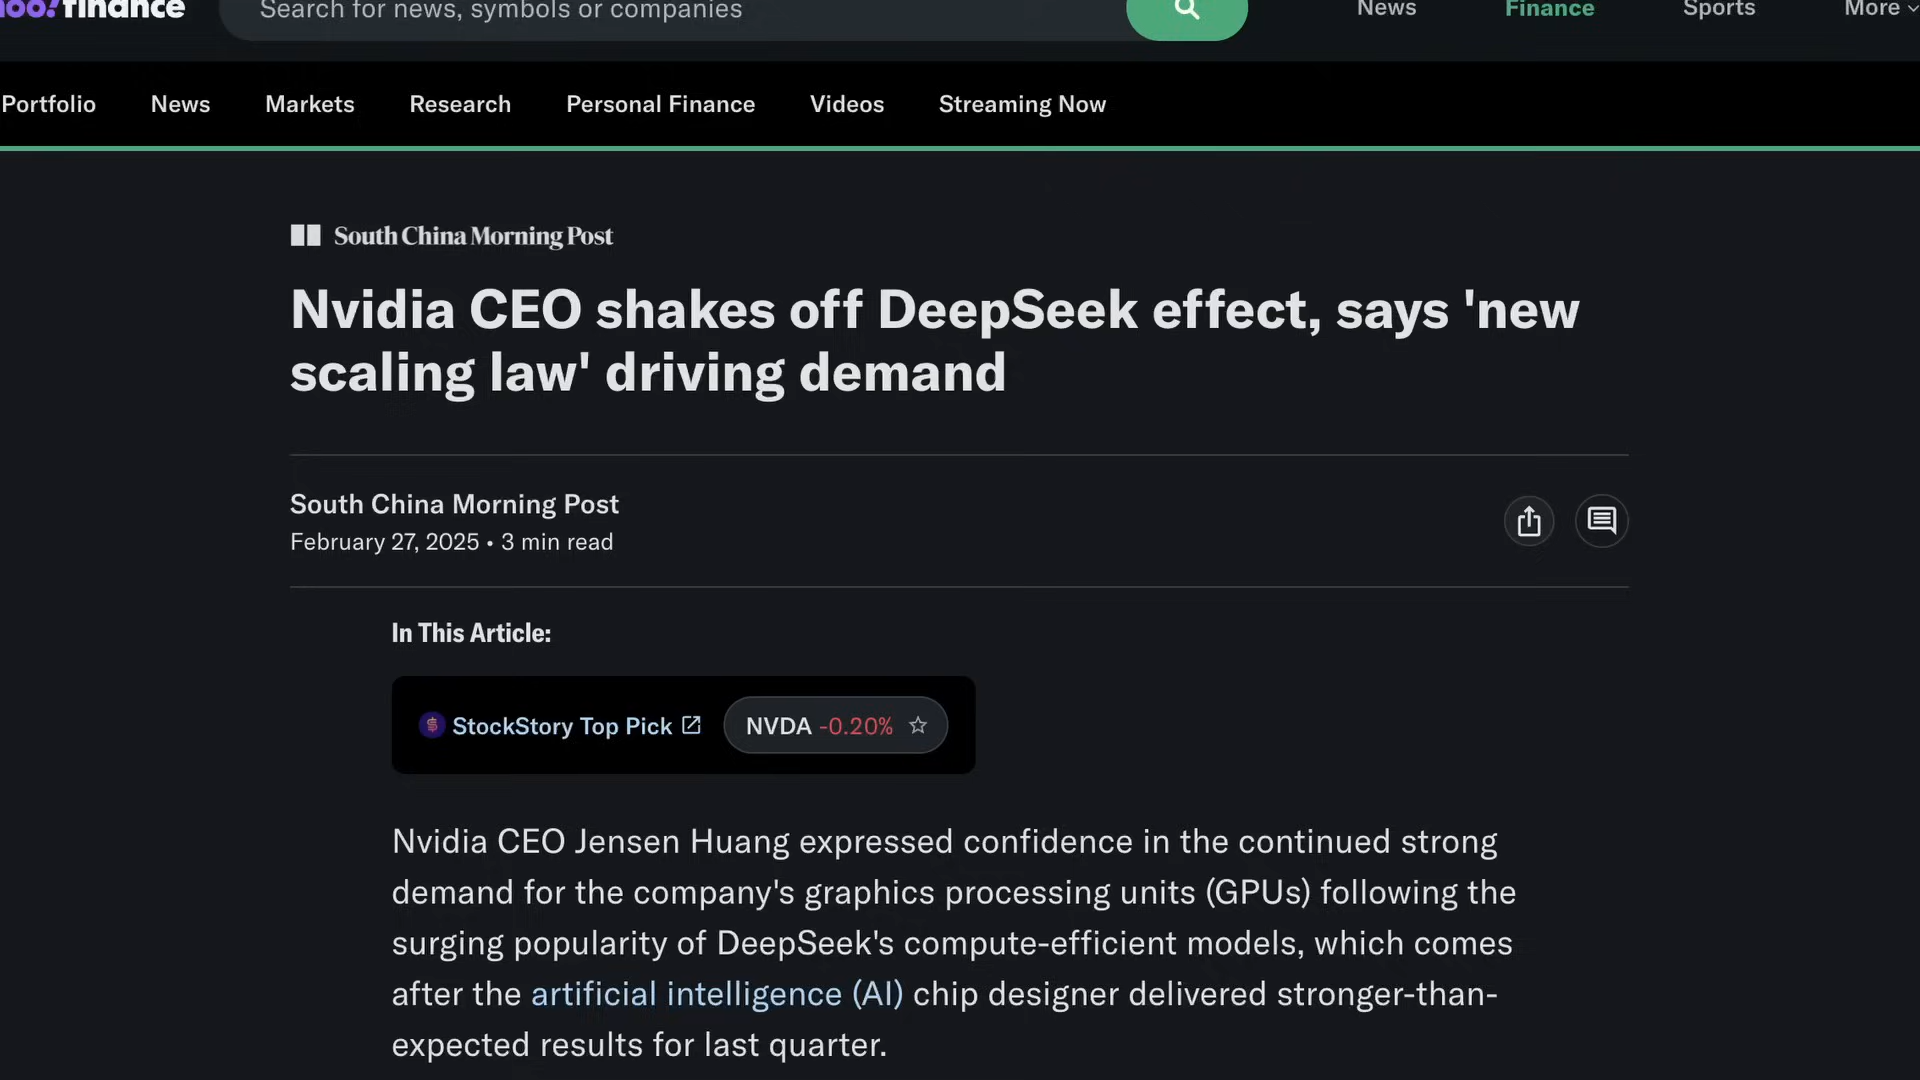 oo!finance
Search for news, symbols or companies
News
Finance
Sports
More
Portfolio
News
Markets
Research
Personal Finance
Videos
Streaming Now
South China Morning Post
Nvidia CEO shakes off DeepSeek effect, says 'new
scaling law' driving demand
South China Morning Post
February 27, 2025 • 3 min read
In This Article:
StockStory Top Pick
NVDA -0.20%
Nvidia CEO Jensen Huang expressed confidence in the continued strong
demand for the company's graphics processing units (GPUs) following the
surging popularity of DeepSeek's compute-efficient models, which comes
after the artificial intelligence (AI) chip designer delivered stronger-than-
expected results for last quarter.